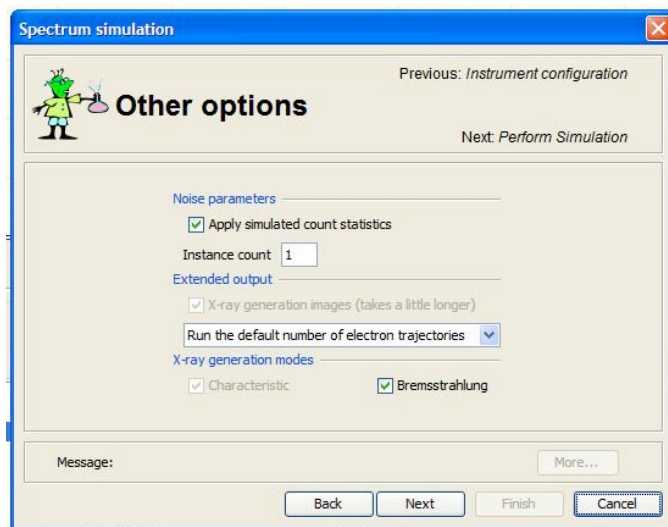 Spectrum simulation
Previous: Instrument configuration
Other options
Next: Perform Simulation
Noise parameters
Apply simulated count statistics
Instance count 1
Extended output
X-ray generation images (takes a little longer)
Run the default number of electron trajectories
X-ray generation modes
Characteristic Bremsstrahlung
Message: More...
Back Next Finish Cancel